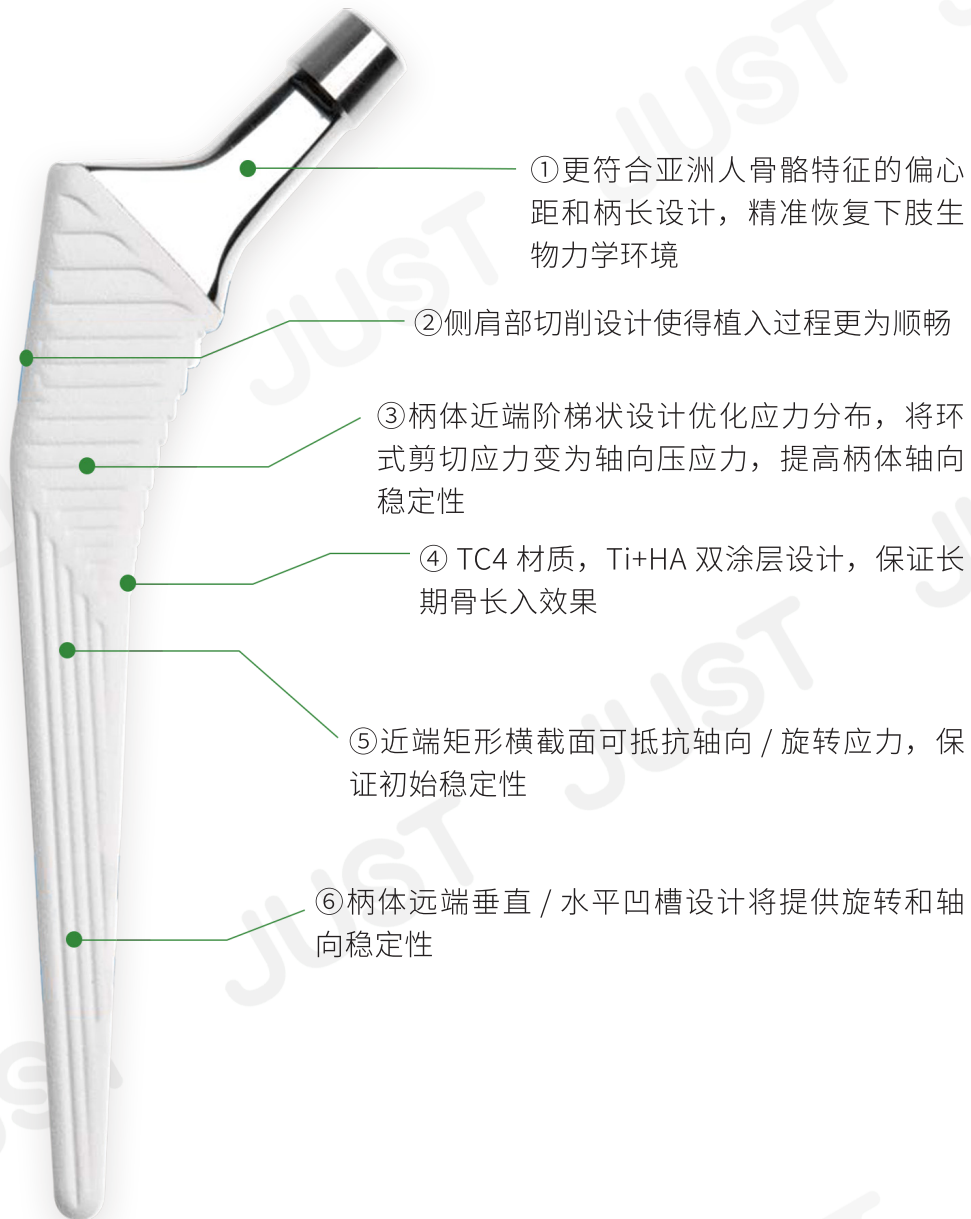 ①更符合亚洲人骨骼特征的偏心
距和柄长设计，精准恢复下肢生
物力学环境
②侧肩部切削设计使得植入过程更为顺畅
③柄体近端阶梯状设计优化应力分布，将环
式剪切应力变为轴向压应力，提高柄体轴向
稳定性
④ TC4 材质，Ti+HA 双涂层设计，保证长
期骨长入效果
⑤近端矩形横截面可抵抗轴向 / 旋转应力，保
证初始稳定性
⑥柄体远端垂直 / 水平凹槽设计将提供旋转和轴
向稳定性
JUST
JUST
JUST
JUST
JUST